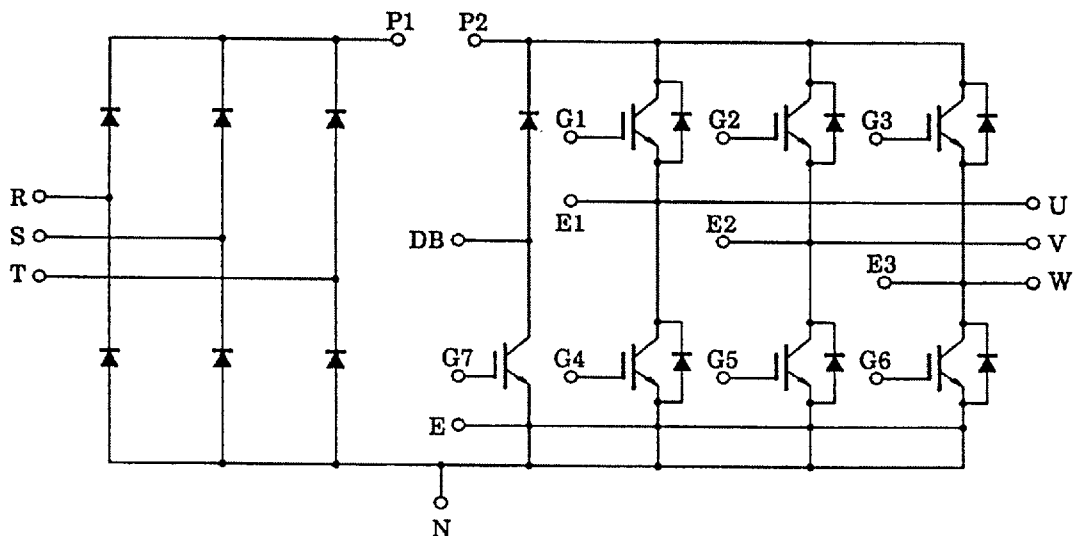 P1 P2
G1 G2 G3
R E1 U
S DB E2 V
T E3 W
G7 G4 G5 G6
E
N